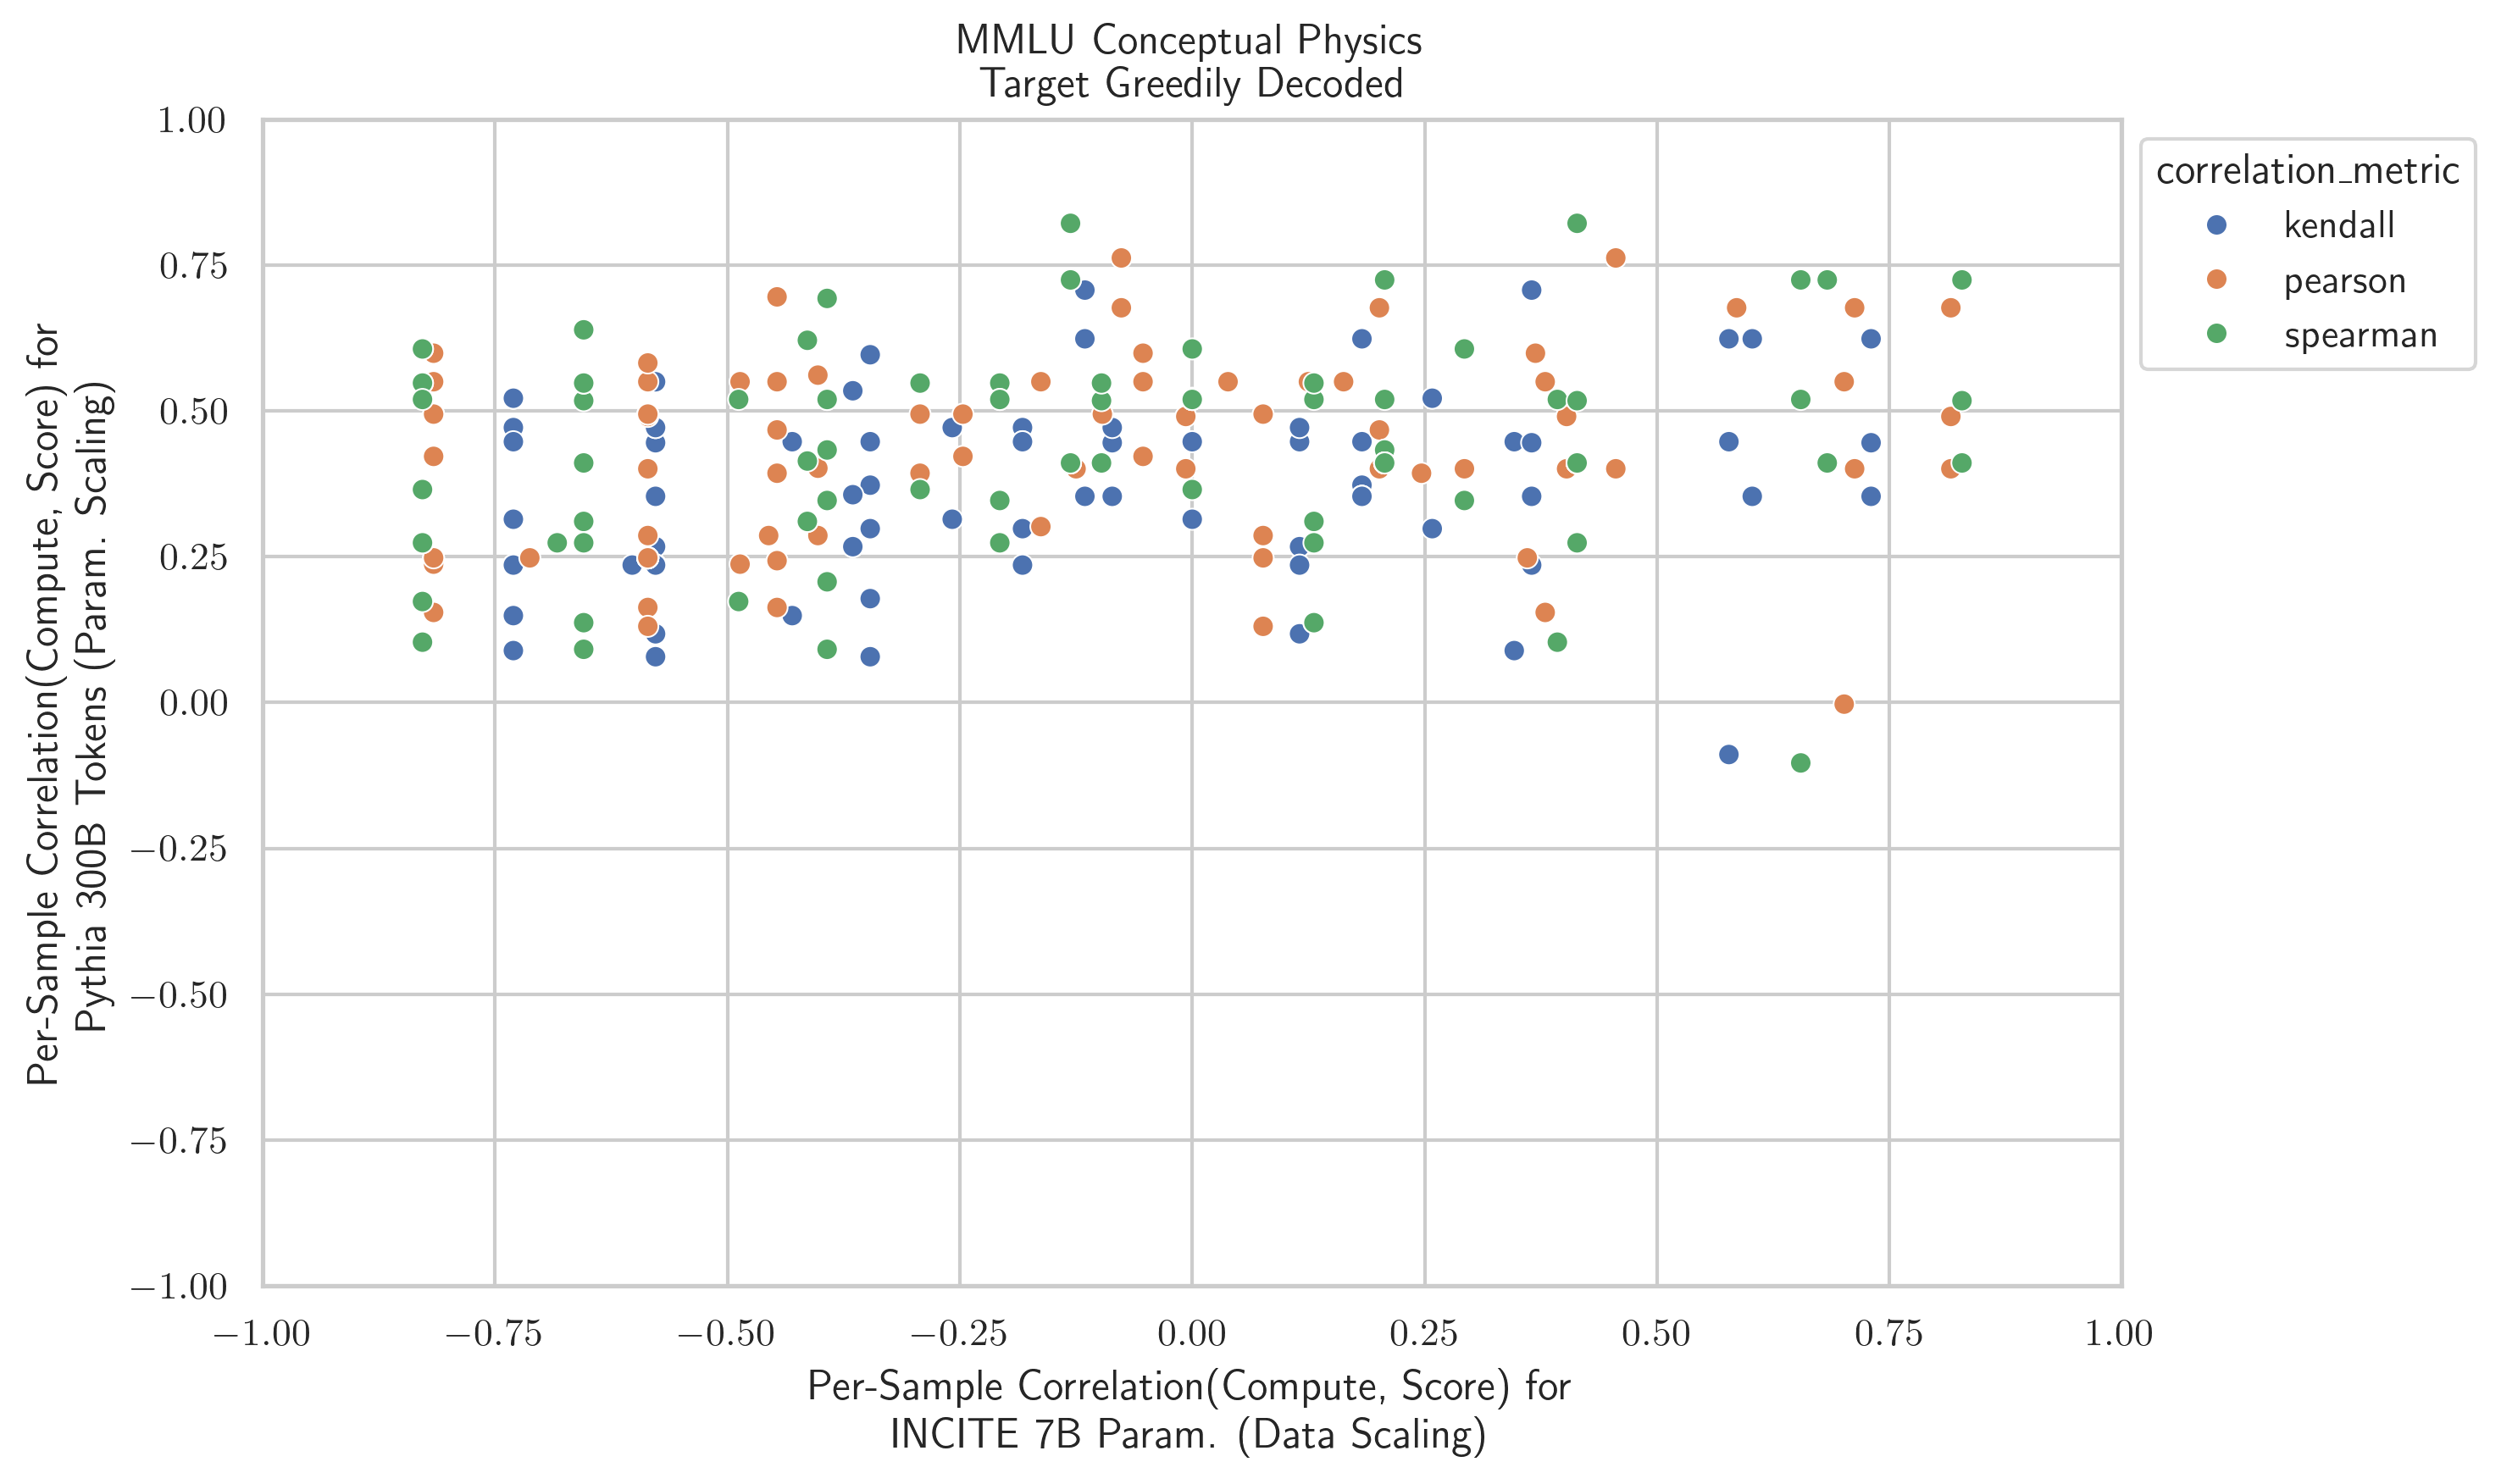 MMLU Conceptual Physics
Target Greedily Decoded
Per-Sample Correlation(Compute, Score) for
Pythia 300B Tokens (Param. Scaling)
1.00
0.75
0.50
0.25
0.00
−0.25
−0.50
−0.75
−1.00
−1.00
−0.75
−0.50
−0.25
0.00
0.25
0.50
0.75
1.00
Per-Sample Correlation(Compute, Score) for
INCITE 7B Param. (Data Scaling)
correlation_metric
kendall
pearson
spearman